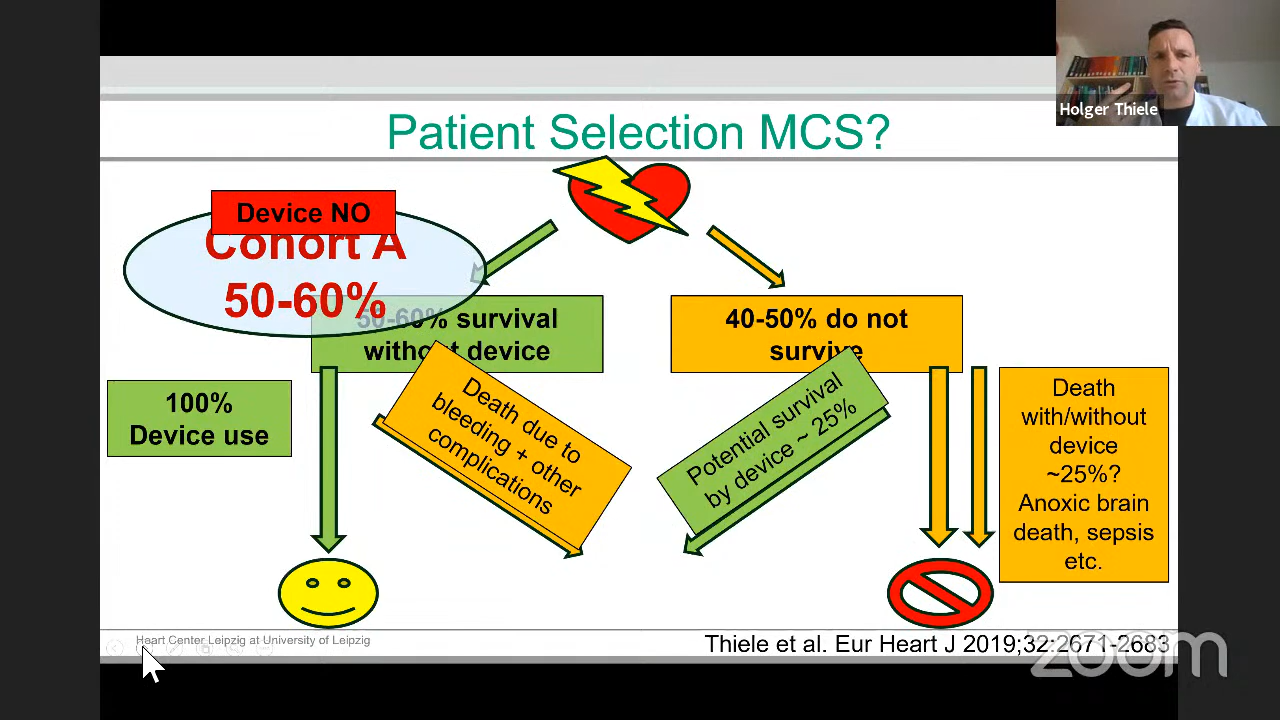 Holger Thiele
Patient Selection MCS?
Device NO
Cohort A
50-60%
50-60% survival
without device
40-50% do not
survive
100%
Device use
Death due to
bleeding + other
complications
Potential survival
by device ~ 25%
Death
with/without
device
~25%?
Anoxic brain
death, sepsis
etc.
Heart Center Leipzig at University of Leipzig
Thiele et al. Eur Heart J 2019;32:2671-2683
zoom